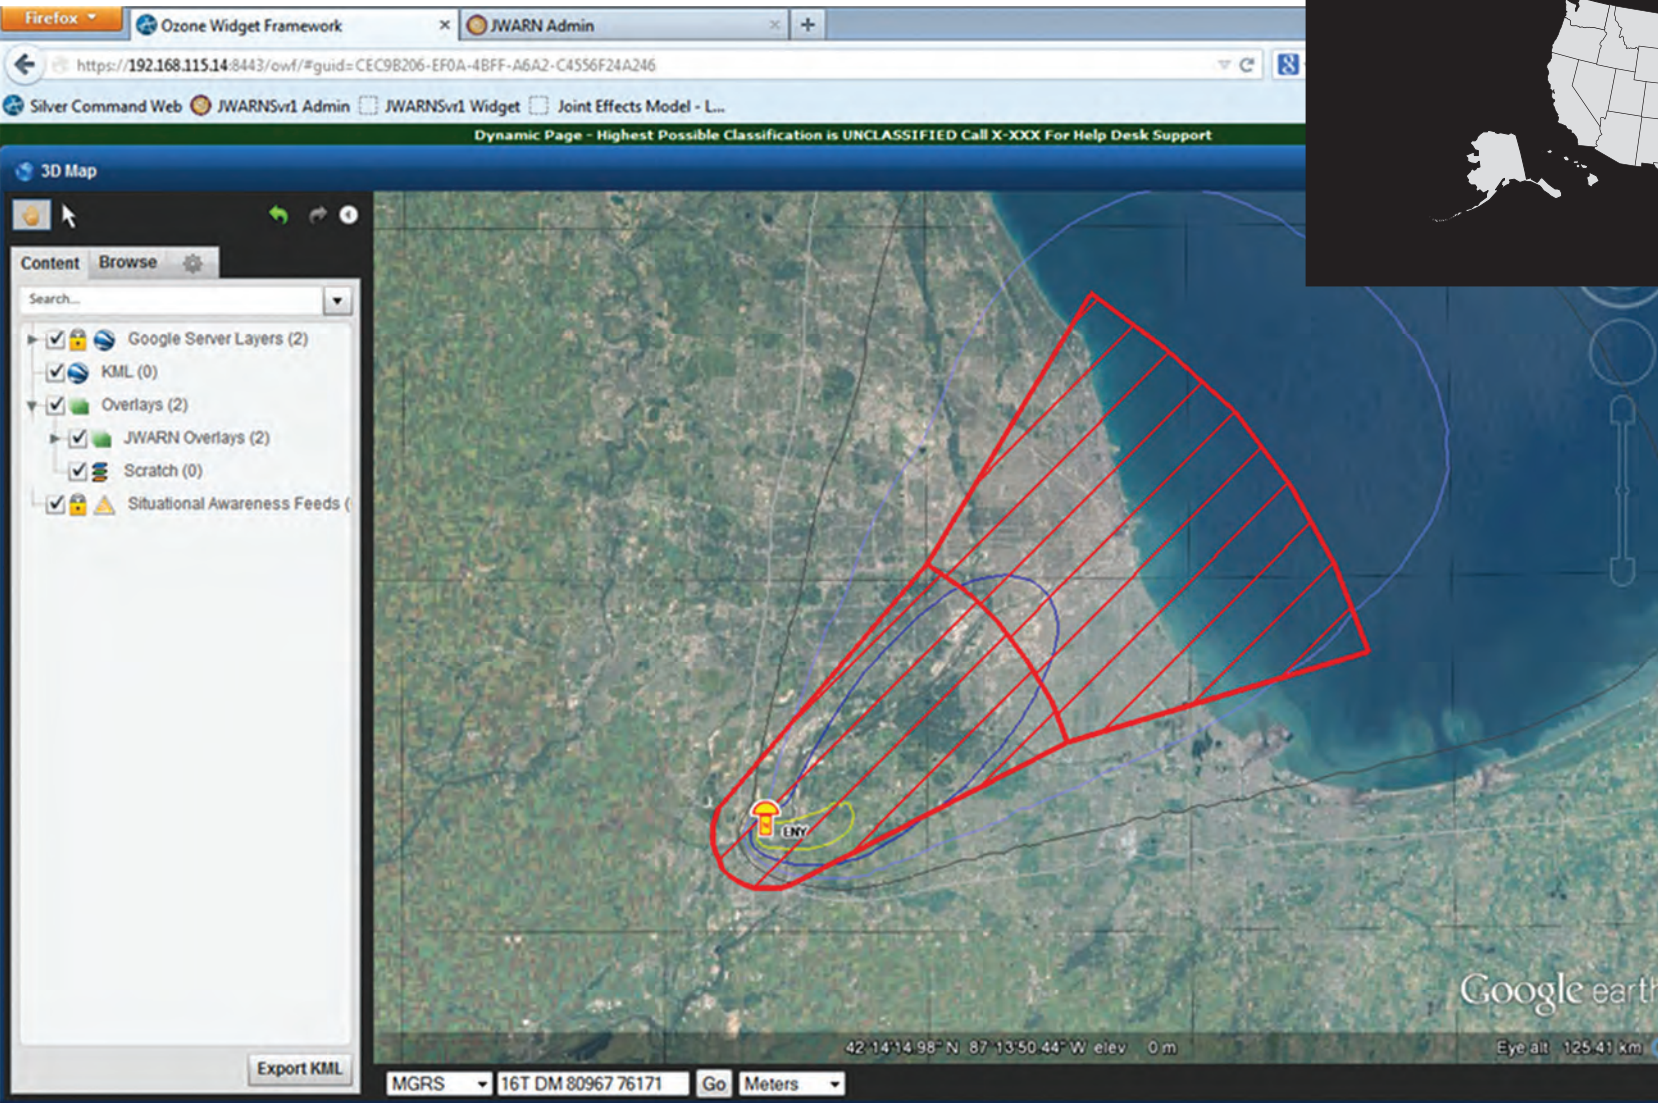 Firefox
Ozone Widget Framework
JWARN Admin
https://192.168.115.14:8443/owf/#guid=CEC9B206-EF0A-4BFF-A6A2-C4556F24A246
Silver Command Web JWARNSvr1 Admin JWARNSvr1 Widget Joint Effects Model - L...
Dynamic Page - Highest Possible Classification is UNCLASSIFIED Call X-XXX For Help Desk Support
3D Map
Content Browse
Search...
Google Server Layers (2)
KML (0)
Overlays (2)
JWARN Overlays (2)
Scratch (0)
Situational Awareness Feeds (
ENY
Google earth
42°14'14.98" N 87°13'50.44" W elev 0 m
Eye alt 125.41 km
Export KML
MGRS 16T DM 80967 76171 Go Meters